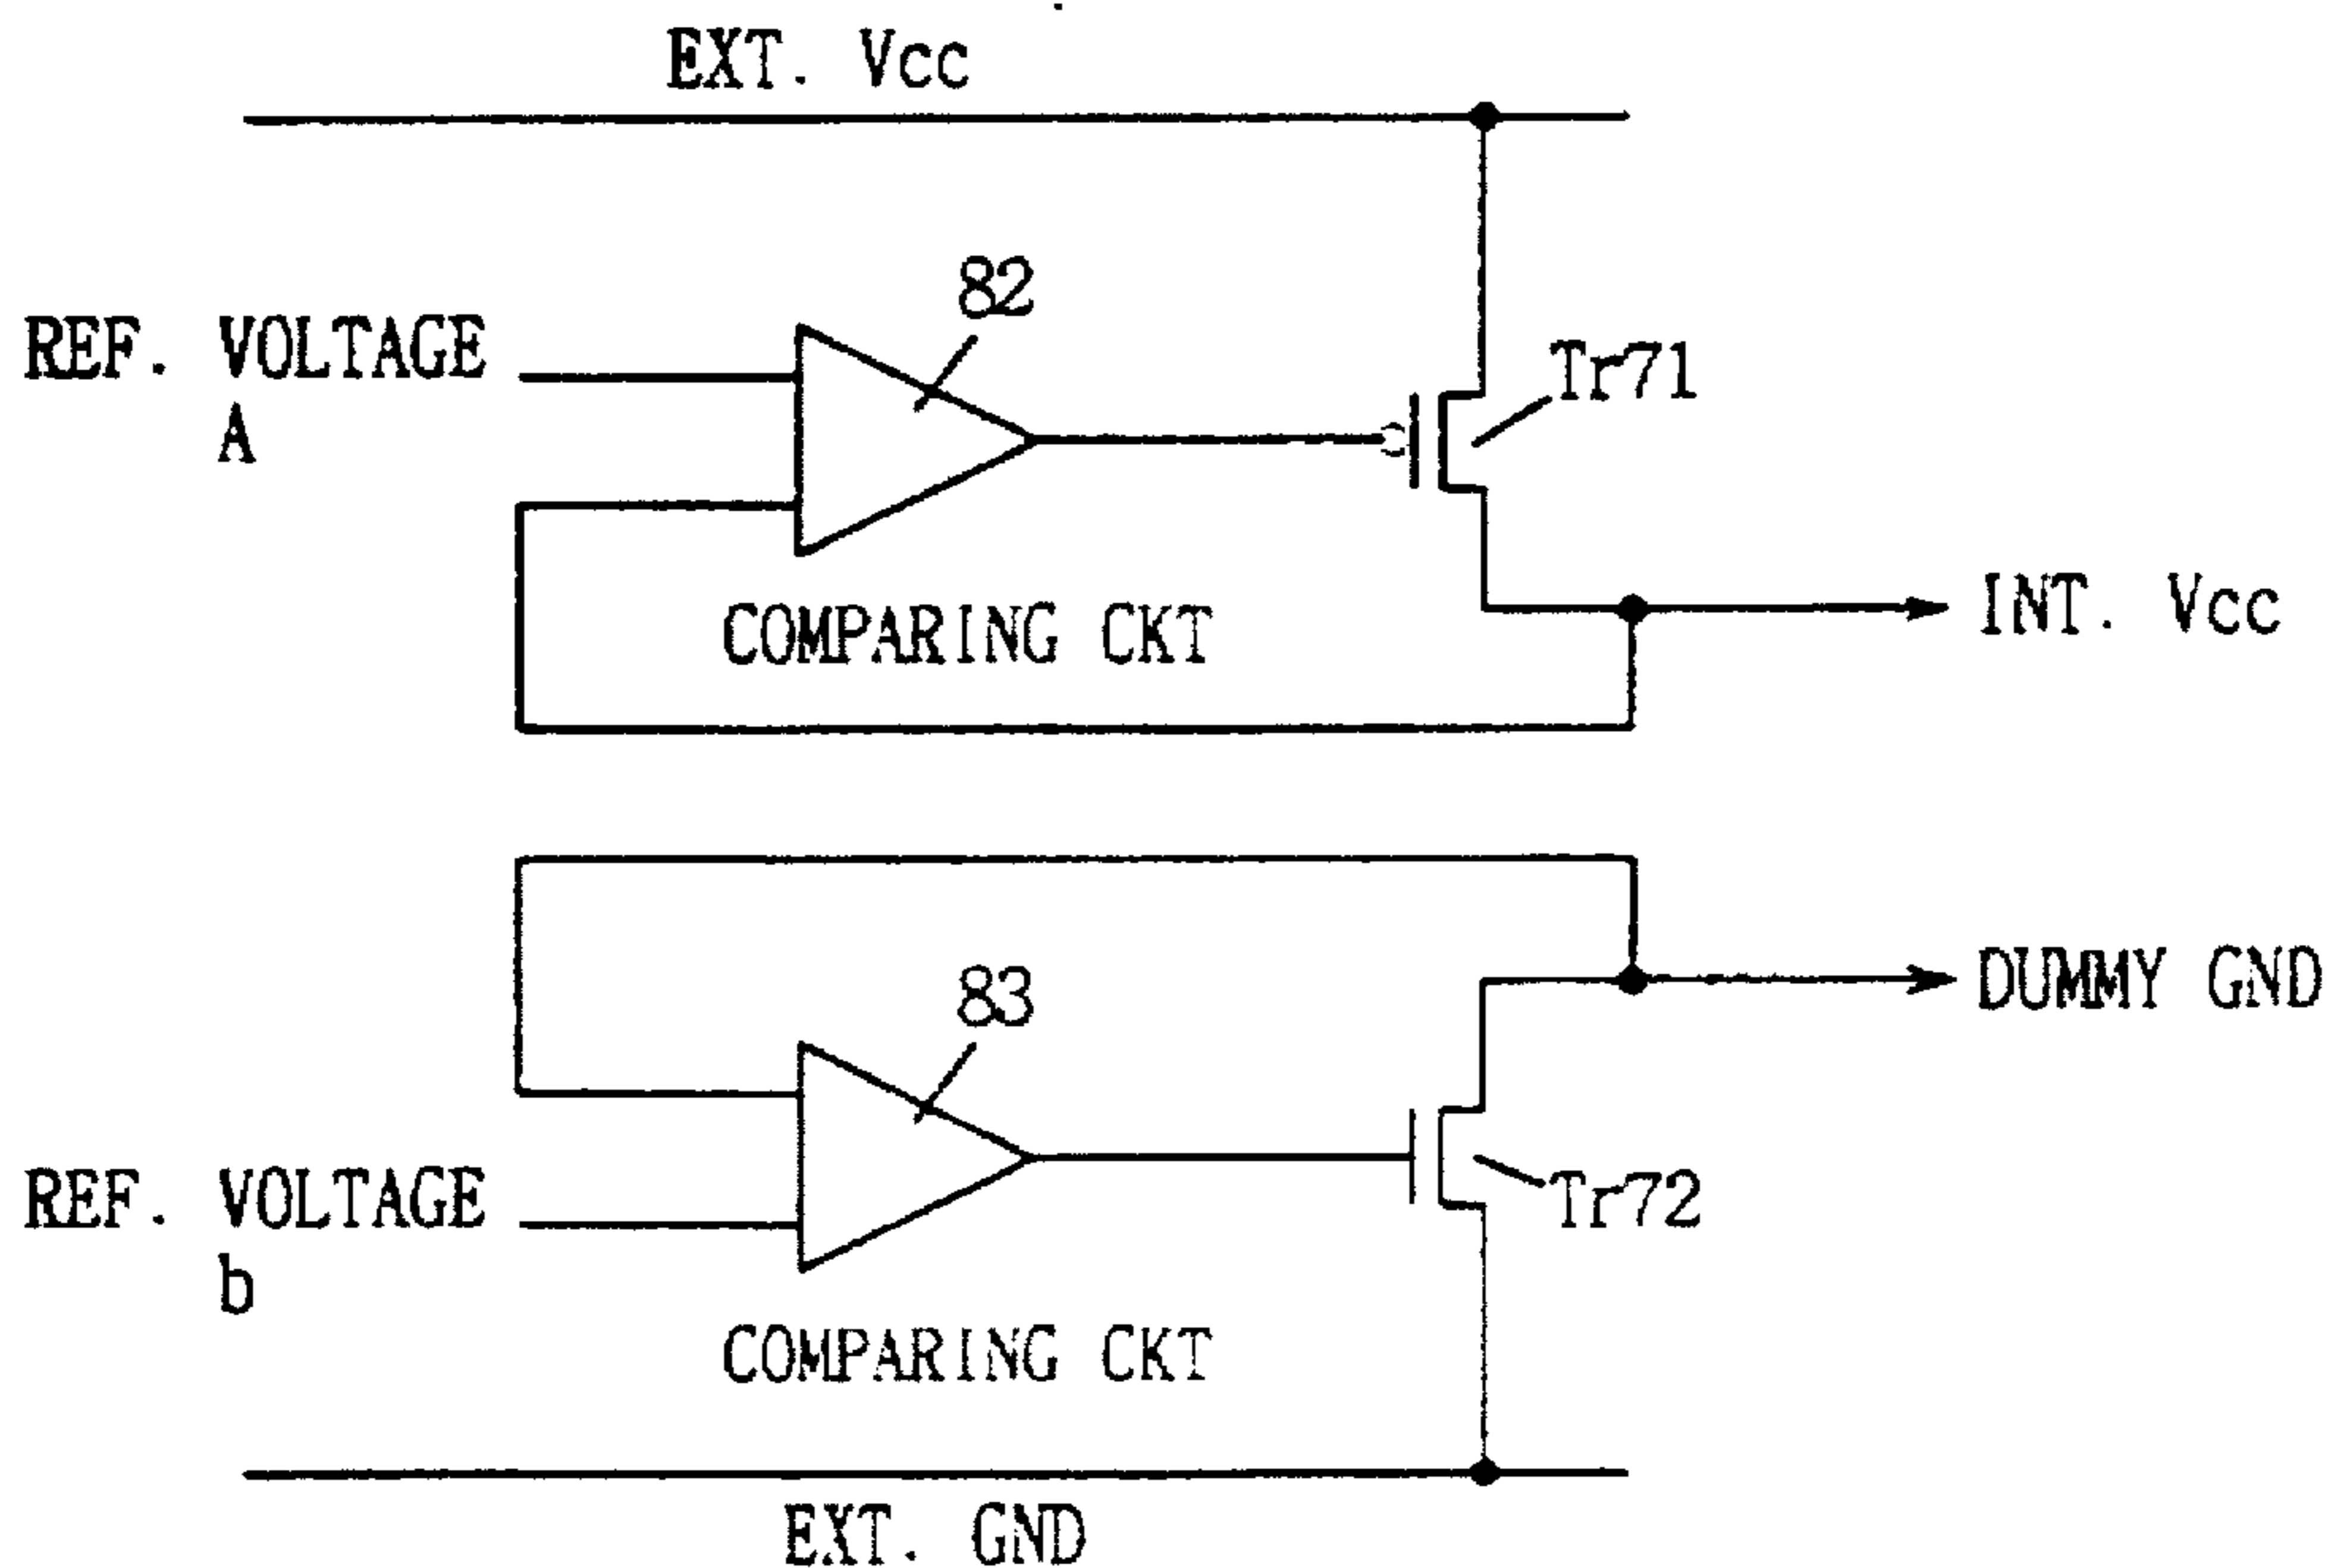 EXT. Vcc
82
REF. VOLTAGE
A
Tr71
COMPARING CKT
INT. Vcc
83
DUMMY GND
REF. VOLTAGE
b
Tr72
COMPARING CKT
EXT. GND